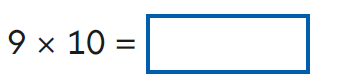 9 × 10 =